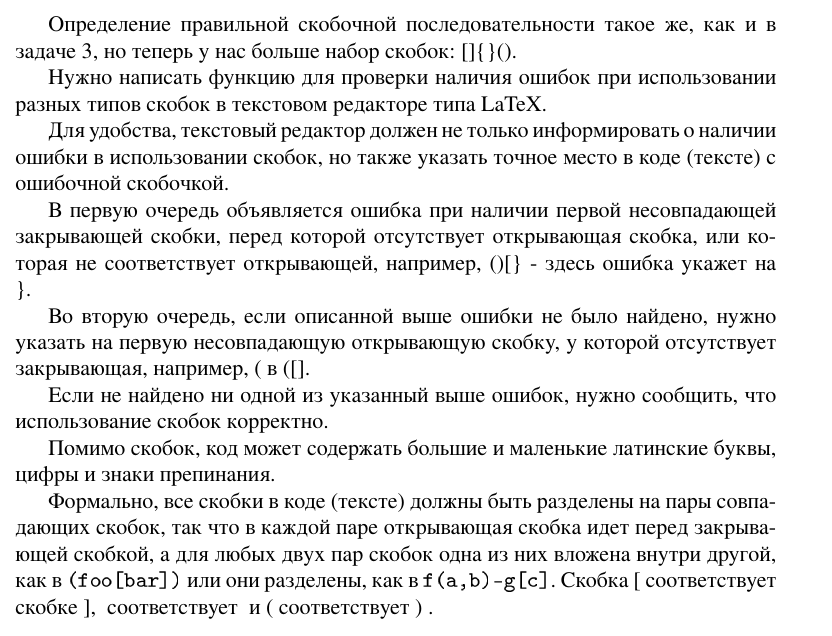 Определение правильной скобочной последовательности такое же, как и в
задаче 3, но теперь у нас больше набор скобок: []{}().
Нужно написать функцию для проверки наличия ошибок при использовании
разных типов скобок в текстовом редакторе типа LaTeX.
Для удобства, текстовый редактор должен не только информировать о наличии
ошибки в использовании скобок, но также указать точное место в коде (тексте) с
ошибочной скобочкой.
В первую очередь объявляется ошибка при наличии первой несовпадающей
закрывающей скобки, перед которой отсутствует открывающая скобка, или ко-
торая не соответствует открывающей, например, ()[} - здесь ошибка укажет на
}.
Во вторую очередь, если описанной выше ошибки не было найдено, нужно
указать на первую несовпадающую открывающую скобку, у которой отсутствует
закрывающая, например, ( в ([].
Если не найдено ни одной из указанный выше ошибок, нужно сообщить, что
использование скобок корректно.
Помимо скобок, код может содержать большие и маленькие латинские буквы,
цифры и знаки препинания.
Формально, все скобки в коде (тексте) должны быть разделены на пары совпа-
дающих скобок, так что в каждой паре открывающая скобка идет перед закрыва-
ющей скобкой, а для любых двух пар скобок одна из них вложена внутри другой,
как в (foo[bar]) или они разделены, как в f(a,b)-g[c]. Скобка [ соответствует
скобке ], соответствует и ( соответствует ) .